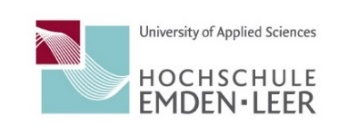 University of Applied Sciences
HOCHSCHULE
EMDEN▪LEER